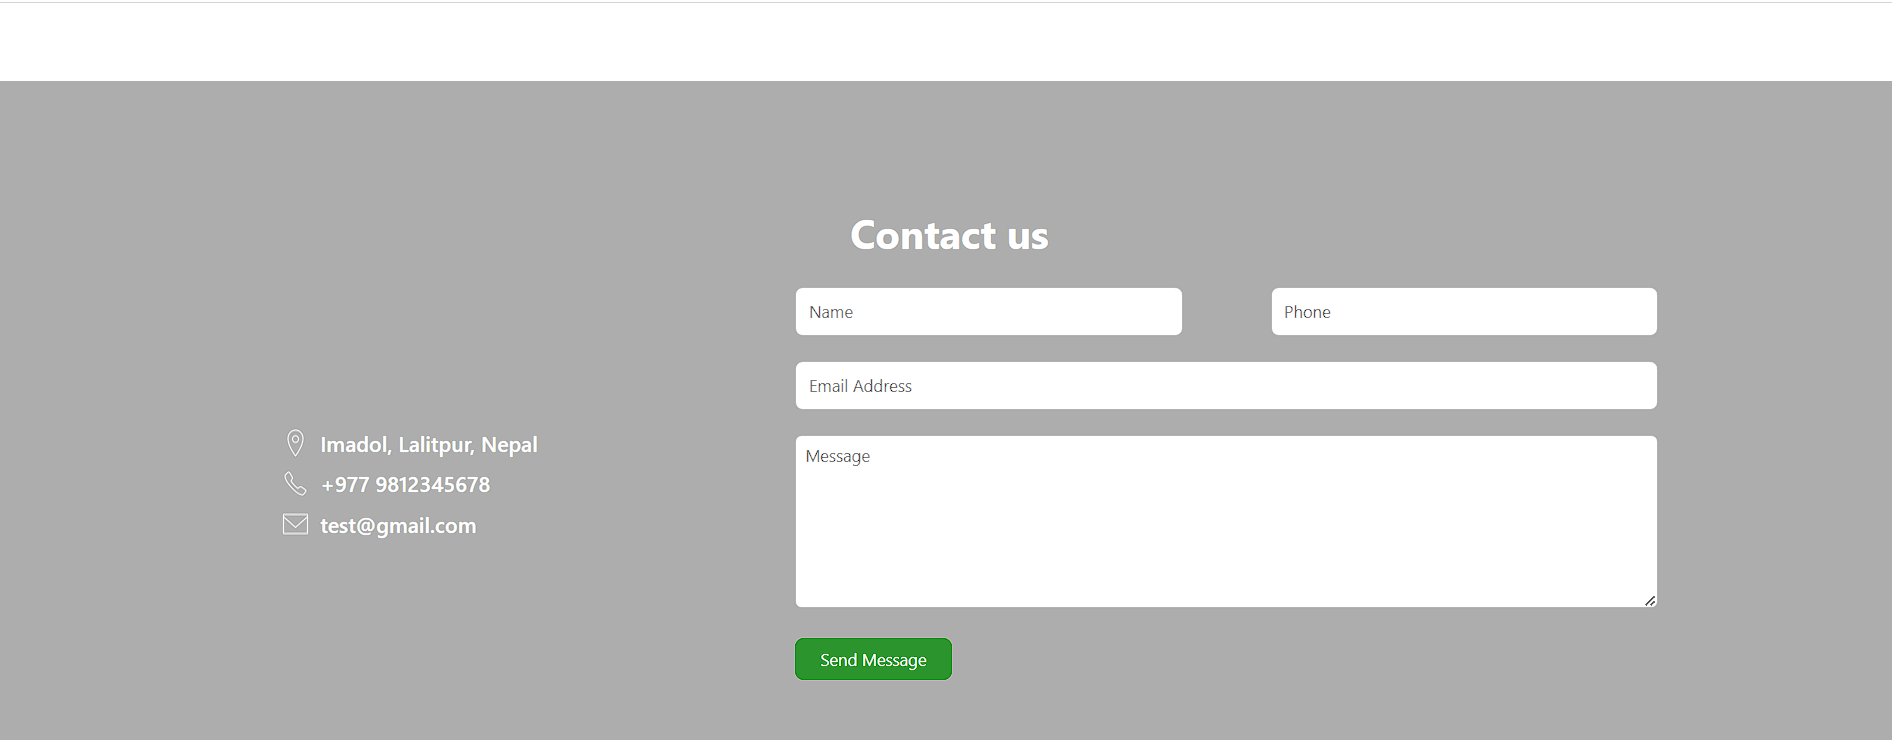 Contact us
Name
Phone
Email Address
Imadol, Lalitpur, Nepal
+977 9812345678
test@gmail.com
Message
Send Message